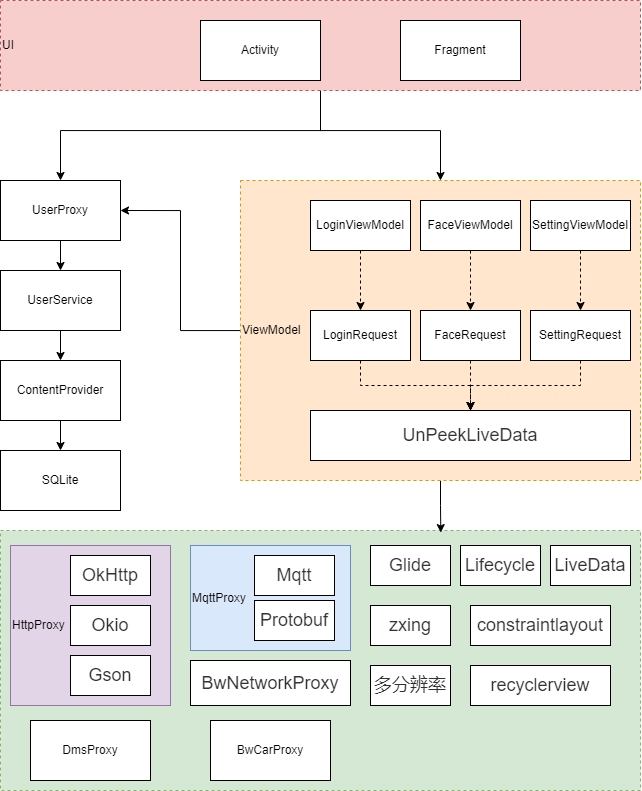 UI
Activity
Fragment
UserProxy
UserService
ContentProvider
SQLite
ViewModel
LoginViewModel
FaceViewModel
SettingViewModel
LoginRequest
FaceRequest
SettingRequest
UnPeekLiveData
HttpProxy
OkHttp
Okio
Gson
MqttProxy
Mqtt
Protobuf
BwNetworkProxy
Glide
Lifecycle
LiveData
zxing
constraintlayout
多分辨率
recyclerview
DmsProxy
BwCarProxy